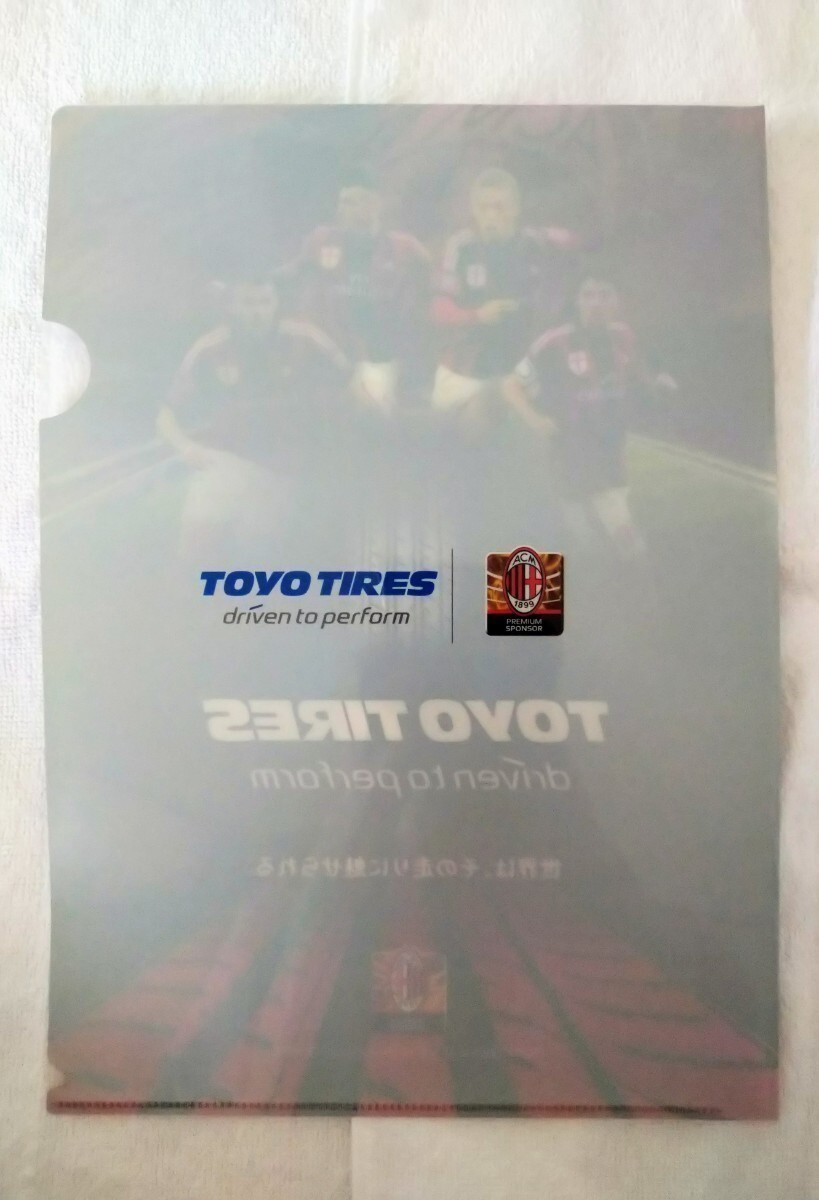 TOYO TIRES
driven to perform
ACM
1899
PREMIUM
SPONSOR
TOYO TIRES
driven to perform
世界は、その走りに魅せられる。